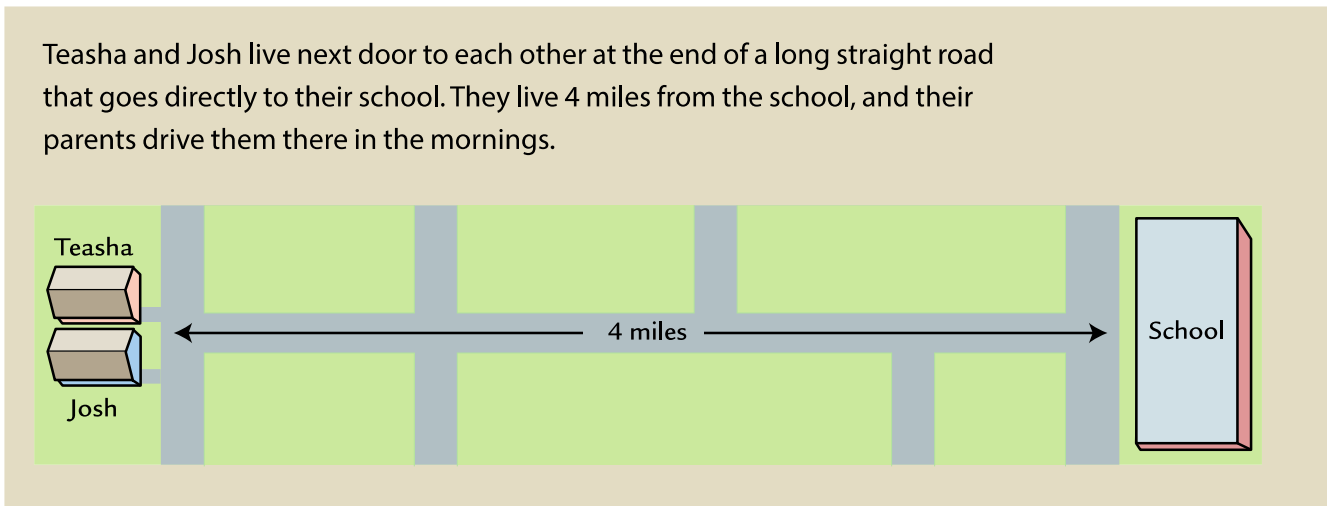 Teasha and Josh live next door to each other at the end of a long straight road
that goes directly to their school. They live 4 miles from the school, and their
parents drive them there in the mornings.
Teasha
Josh
4 miles
School